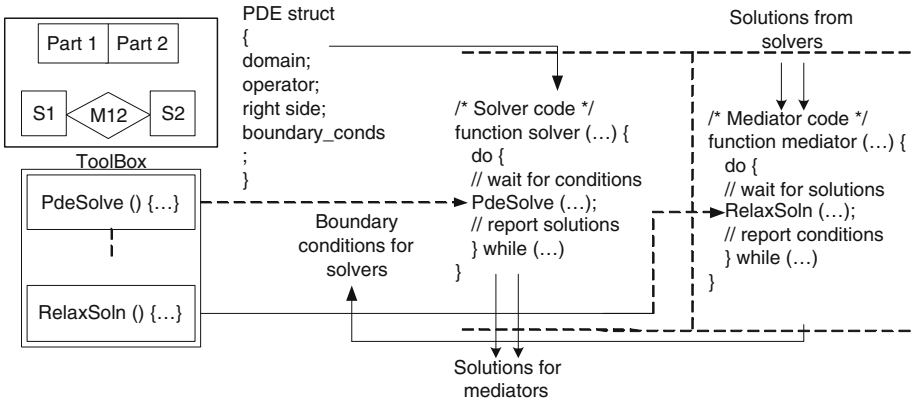 Part 1
Part 2
S1
M12
S2
ToolBox
PdeSolve () {...}
RelaxSoln () {...}
PDE struct
{
domain;
operator;
right side;
boundary_conds
;
}
Boundary
conditions for
solvers
/* Solver code */
function solver (...) {
do {
// wait for conditions
PdeSolve (...);
// report solutions
} while (...)
}
Solutions for
mediators
Solutions from
solvers
/* Mediator code */
function mediator (...) {
do {
// wait for solutions
RelaxSoln (...);
// report conditions
} while (...)
}